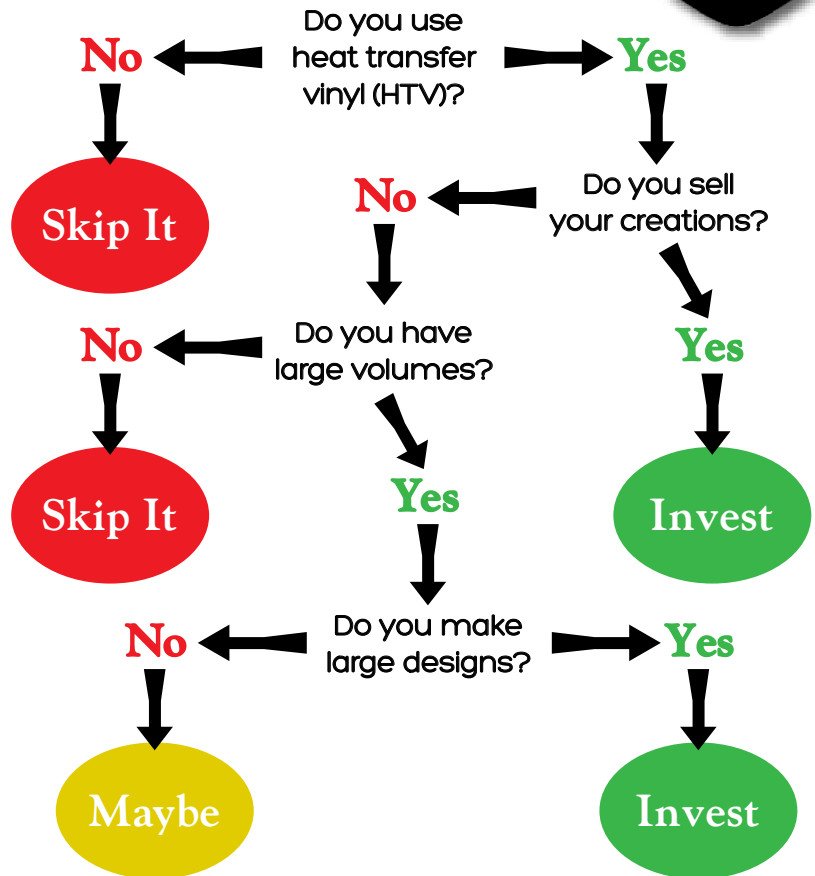 Do you use
heat transfer
vinyl (HTV)?
No
Yes
Skip It
Do you sell
your creations?
No
Yes
Do you have
large volumes?
No
Yes
Skip It
Invest
Do you make
large designs?
No
Yes
Maybe
Invest